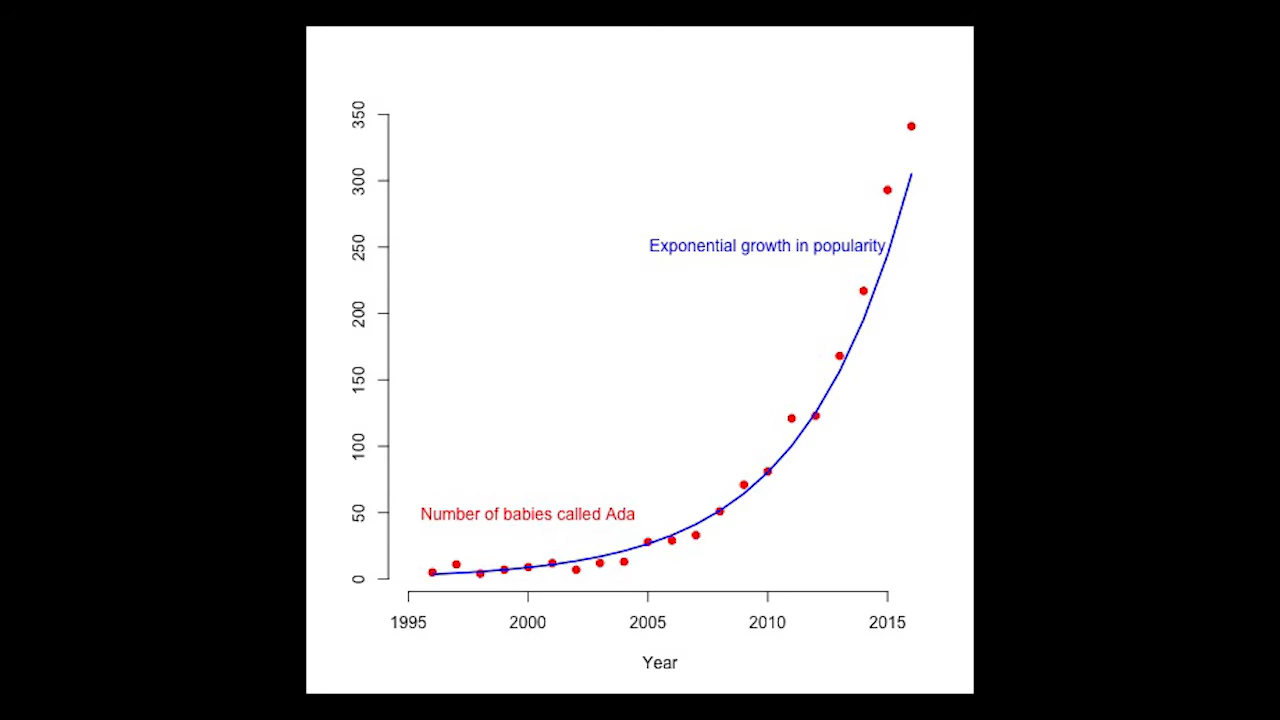 350
300
250
200
150
100
50
0
Exponential growth in popularity
Number of babies called Ada
1995 2000 2005 2010 2015
Year